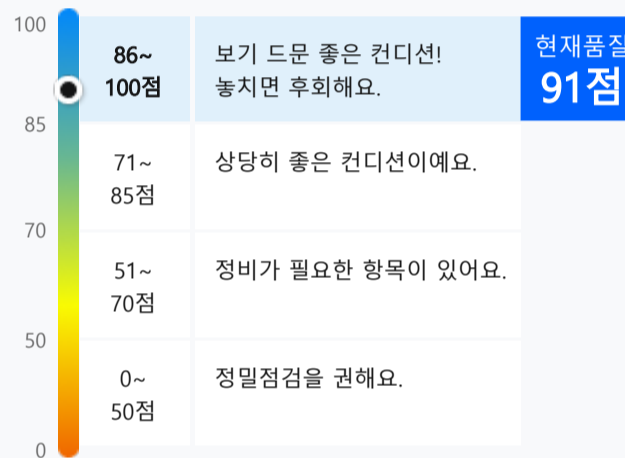 100
86~
100점
보기 드문 좋은 컨디션!
놓치면 후회해요.
현재품질
91점
85
71~
85점
상당히 좋은 컨디션이예요.
70
51~
70점
정비가 필요한 항목이 있어요.
50
0~
50점
정밀점검을 권해요.
0